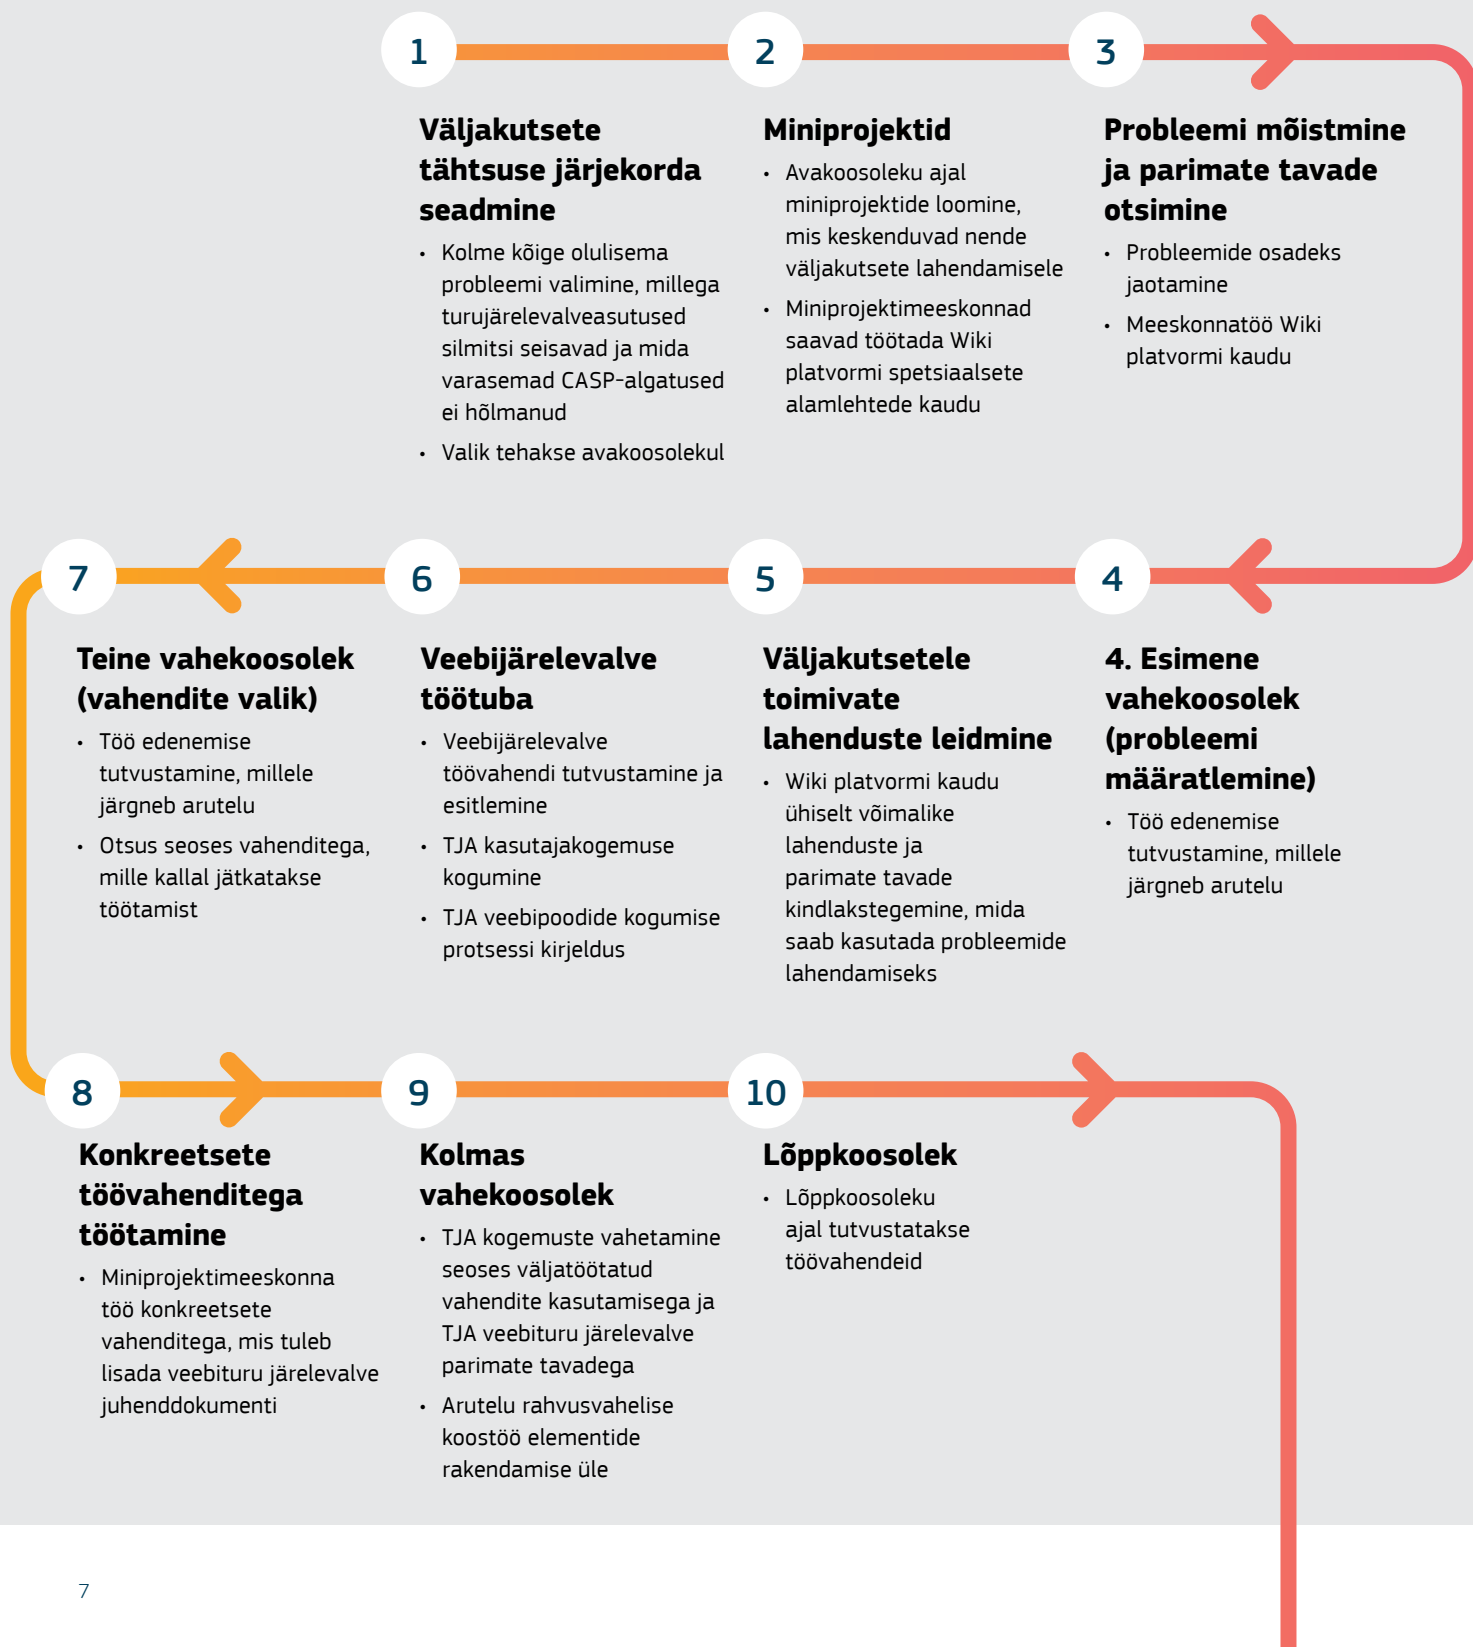 1
Väljakutsete
tähtsuse järjekorda
seadmine
• Kolme kõige olulisema
probleemi valimine, millega
turujärelevalveasutused
silmitsi seisavad ja mida
varasemad CASP-algatused
ei hõlmanud
• Valik tehakse avakoosolekul
2
Miniprojektid
• Avakoosoleku ajal
miniprojektide loomine,
mis keskenduvad nende
väljakutsete lahendamisele
• Miniprojektimeeskonnad
saavad töötada Wiki
platvormi spetsiaalsete
alamlehtede kaudu
3
Probleemi mõistmine
ja parimate tavade
otsimine
• Probleemide osadeks
jaotamine
• Meeskonnatöö Wiki
platvormi kaudu
4
4. Esimene
vahekoosolek
(probleemi
määratlemine)
• Töö edenemise
tutvustamine, millele
järgneb arutelu
5
Väljakutsetele
toimivate
lahenduste leidmine
• Wiki platvormi kaudu
ühiselt võimalike
lahenduste ja
parimate tavade
kindlakstegemine, mida
saab kasutada probleemide
lahendamiseks
6
Veebijärelevalve
töötuba
• Veebijärelevalve
töövahendi tutvustamine ja
esitlemine
• TJA kasutajakogemuse
kogumine
• TJA veebipoodide kogumise
protsessi kirjeldus
7
Teine vahekoosolek
(vahendite valik)
• Töö edenemise
tutvustamine, millele
järgneb arutelu
• Otsus seoses vahenditega,
mille kallal jätkatakse
töötamist
8
Konkreetsete
töövahenditega
töötamine
• Miniprojektimeeskonna
töö konkreetsete
vahenditega, mis tuleb
lisada veebituru järelevalve
juhenddokumenti
9
Kolmas
vahekoosolek
• TJA kogemuste vahetamine
seoses väljatöötatud
vahendite kasutamisega ja
TJA veebituru järelevalve
parimate tavadega
• Arutelu rahvusvahelise
koostöö elementide
rakendamise üle
10
Lõppkoosolek
• Lõppkoosoleku
ajal tutvustatakse
töövahendeid
7